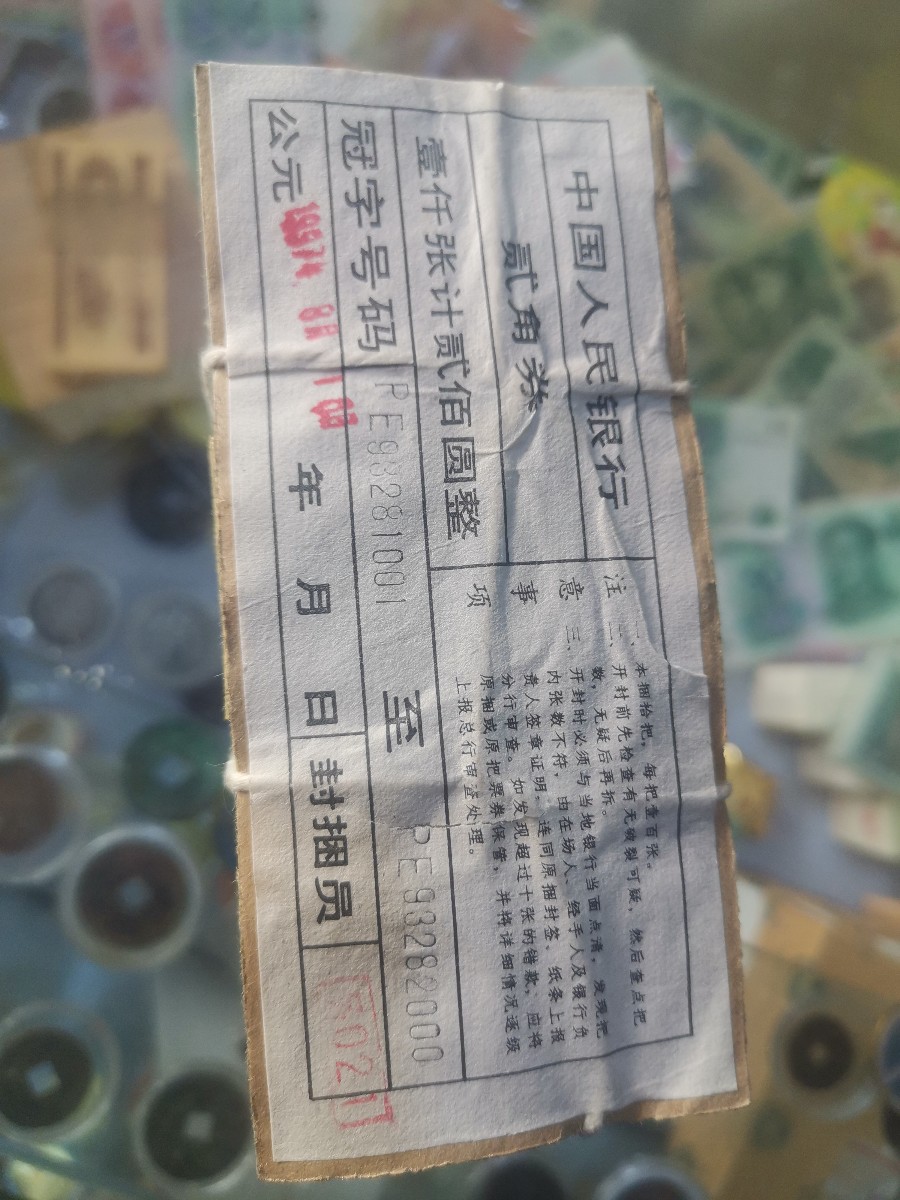 中国人民银行
贰角券
壹仟张计贰佰圆整
注意事项
一、本捆拾把，每把壹百张。
二、开封前先检查有无破裂可疑，然后查点把
数，无疑后再拆。
三、开封时必须与当地银行当面点清，发现把
内张数不符，由在场人、经手人及银行负
责人签章证明，连同原捆封签、纸条上报
分行审查。如发现超过十张的错款，应将
原捆或原把票券保管，并将详细情况逐级
上报总行审查处理。
冠字号码 PE93281001 至 PE93282000
公元 年 月 日 封捆员